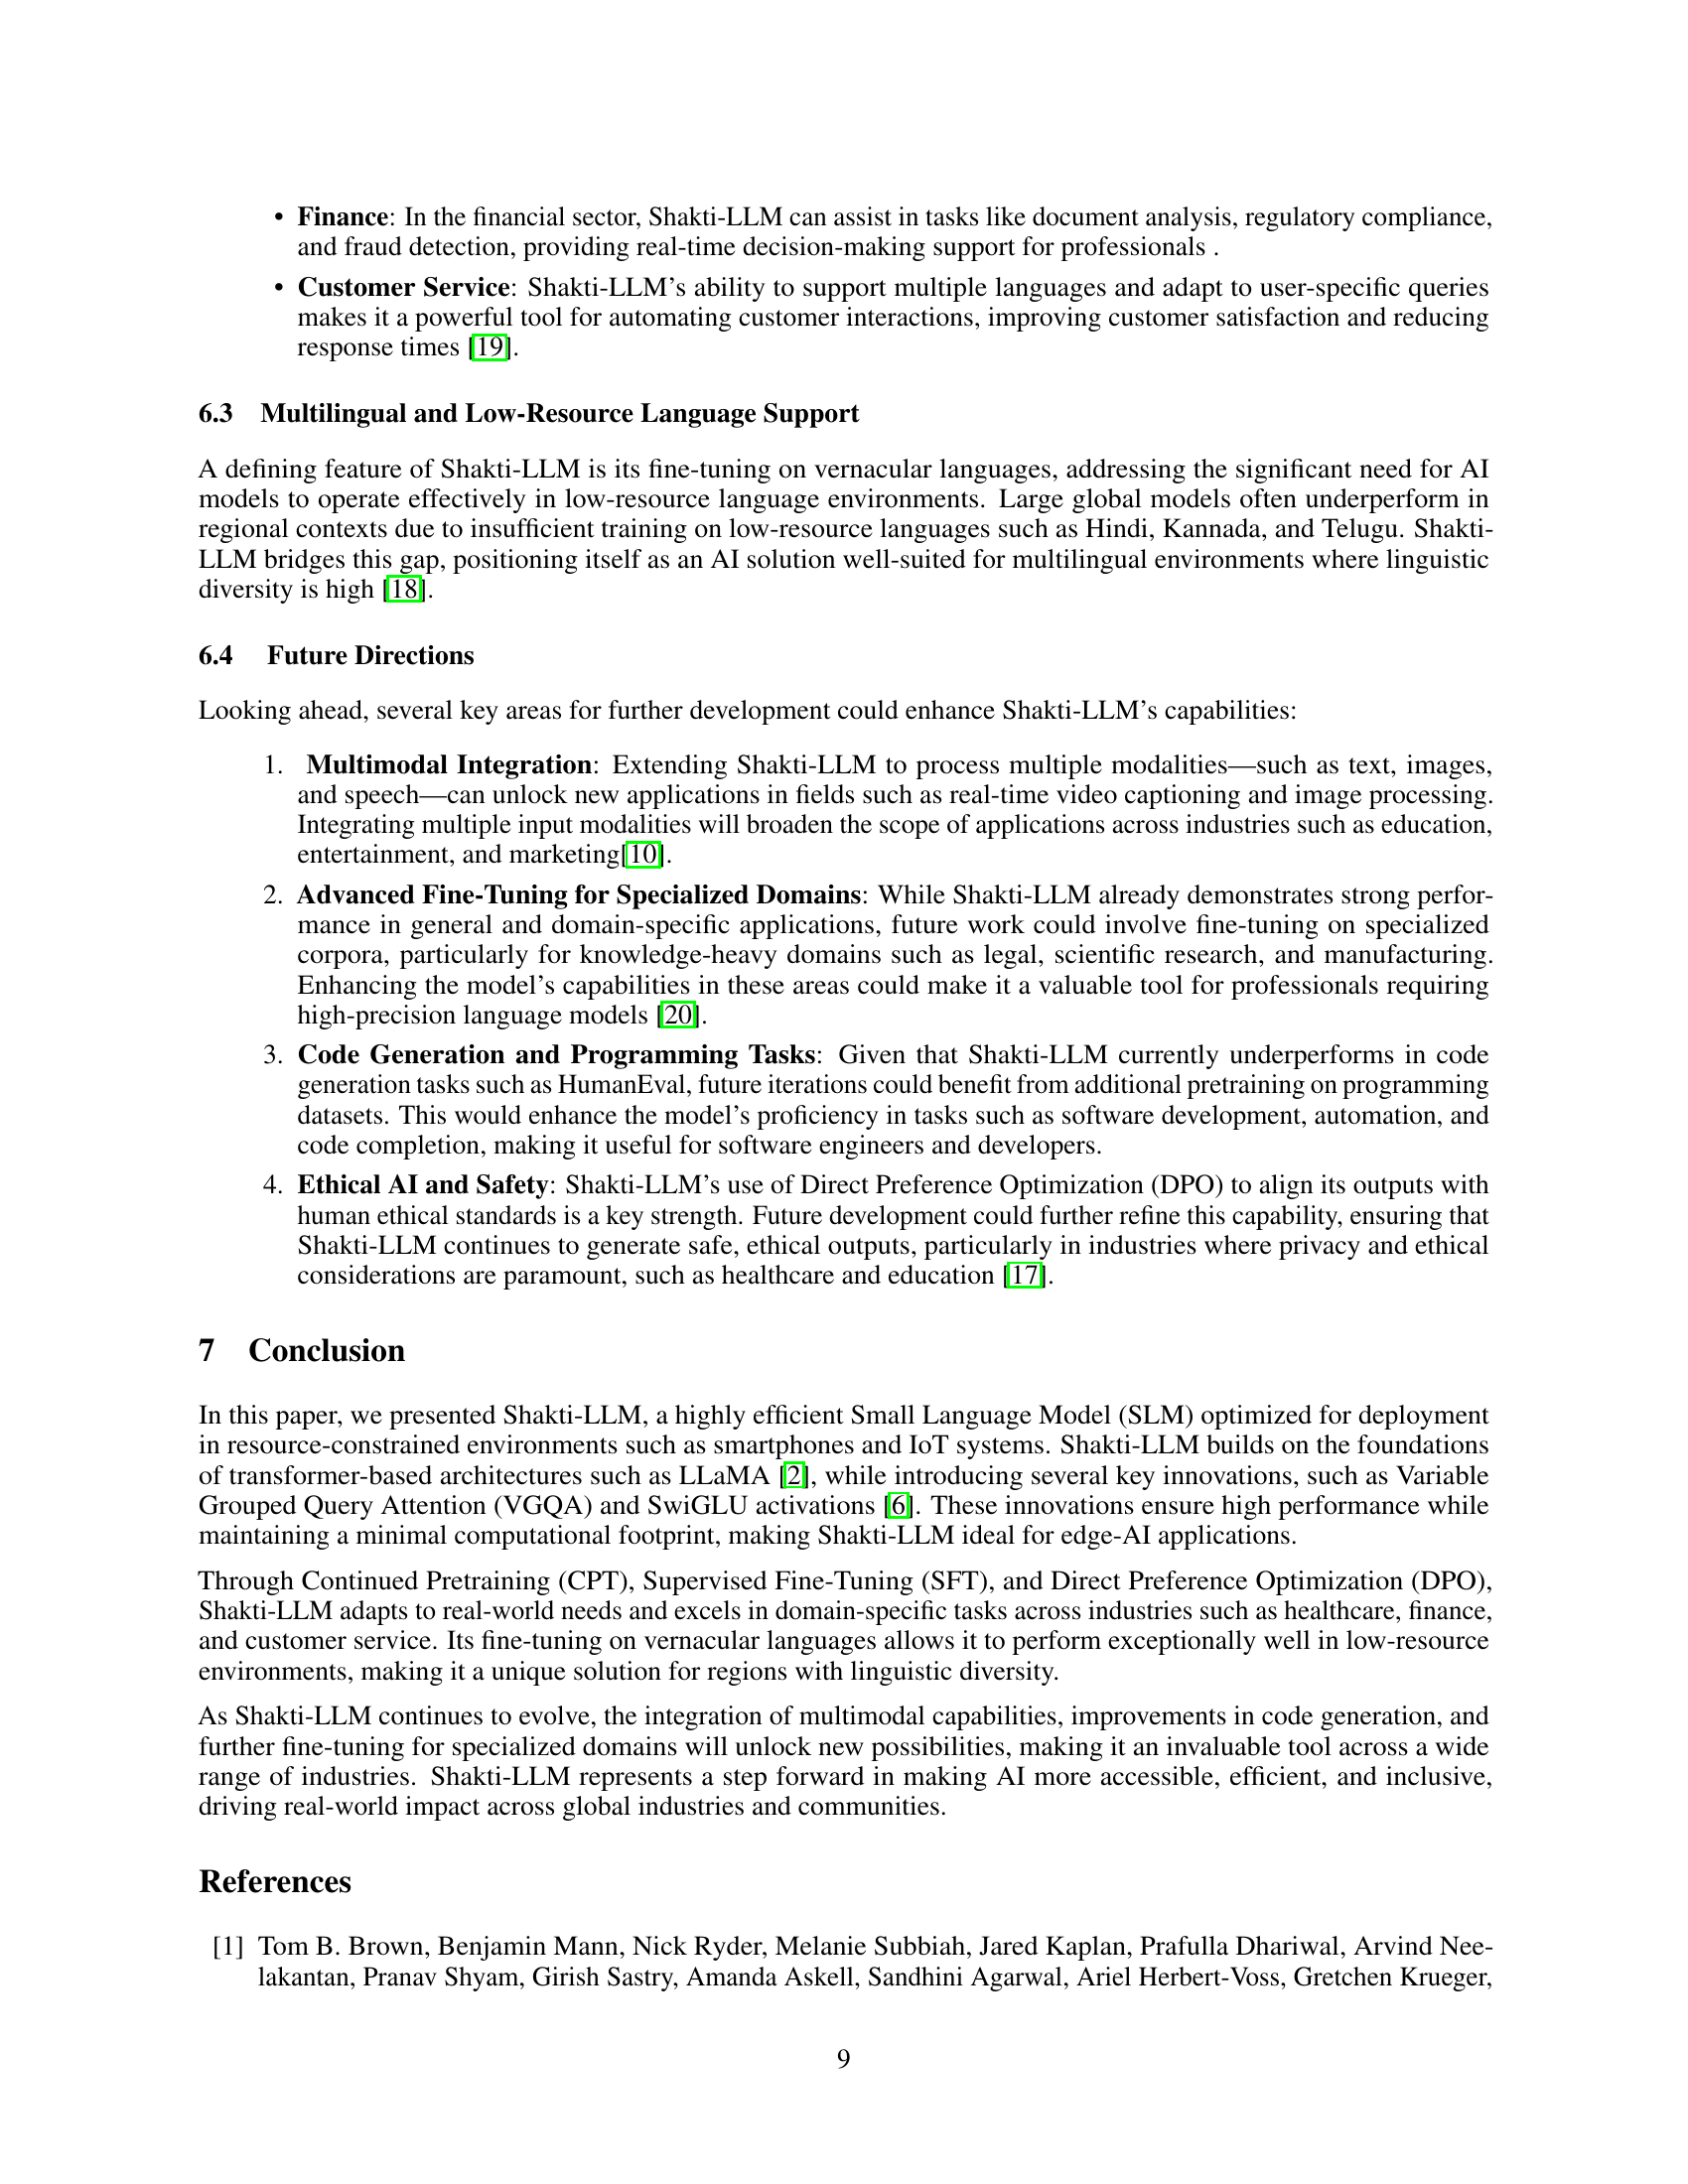 • Finance: In the financial sector, Shakti-LLM can assist in tasks like document analysis, regulatory compliance,
and fraud detection, providing real-time decision-making support for professionals .
• Customer Service: Shakti-LLM's ability to support multiple languages and adapt to user-specific queries
makes it a powerful tool for automating customer interactions, improving customer satisfaction and reducing
response times [19].
6.3 Multilingual and Low-Resource Language Support
A defining feature of Shakti-LLM is its fine-tuning on vernacular languages, addressing the significant need for AI
models to operate effectively in low-resource language environments. Large global models often underperform in
regional contexts due to insufficient training on low-resource languages such as Hindi, Kannada, and Telugu. Shakti-
LLM bridges this gap, positioning itself as an AI solution well-suited for multilingual environments where linguistic
diversity is high [18].
6.4 Future Directions
Looking ahead, several key areas for further development could enhance Shakti-LLM's capabilities:
1. Multimodal Integration: Extending Shakti-LLM to process multiple modalities—such as text, images,
and speech—can unlock new applications in fields such as real-time video captioning and image processing.
Integrating multiple input modalities will broaden the scope of applications across industries such as education,
entertainment, and marketing[10].
2. Advanced Fine-Tuning for Specialized Domains: While Shakti-LLM already demonstrates strong perfor-
mance in general and domain-specific applications, future work could involve fine-tuning on specialized
corpora, particularly for knowledge-heavy domains such as legal, scientific research, and manufacturing.
Enhancing the model's capabilities in these areas could make it a valuable tool for professionals requiring
high-precision language models [20].
3. Code Generation and Programming Tasks: Given that Shakti-LLM currently underperforms in code
generation tasks such as HumanEval, future iterations could benefit from additional pretraining on programming
datasets. This would enhance the model's proficiency in tasks such as software development, automation, and
code completion, making it useful for software engineers and developers.
4. Ethical AI and Safety: Shakti-LLM's use of Direct Preference Optimization (DPO) to align its outputs with
human ethical standards is a key strength. Future development could further refine this capability, ensuring that
Shakti-LLM continues to generate safe, ethical outputs, particularly in industries where privacy and ethical
considerations are paramount, such as healthcare and education [17].
7 Conclusion
In this paper, we presented Shakti-LLM, a highly efficient Small Language Model (SLM) optimized for deployment
in resource-constrained environments such as smartphones and IoT systems. Shakti-LLM builds on the foundations
of transformer-based architectures such as LLaMA [2], while introducing several key innovations, such as Variable
Grouped Query Attention (VGQA) and SwiGLU activations [6]. These innovations ensure high performance while
maintaining a minimal computational footprint, making Shakti-LLM ideal for edge-AI applications.
Through Continued Pretraining (CPT), Supervised Fine-Tuning (SFT), and Direct Preference Optimization (DPO),
Shakti-LLM adapts to real-world needs and excels in domain-specific tasks across industries such as healthcare, finance,
and customer service. Its fine-tuning on vernacular languages allows it to perform exceptionally well in low-resource
environments, making it a unique solution for regions with linguistic diversity.
As Shakti-LLM continues to evolve, the integration of multimodal capabilities, improvements in code generation, and
further fine-tuning for specialized domains will unlock new possibilities, making it an invaluable tool across a wide
range of industries. Shakti-LLM represents a step forward in making AI more accessible, efficient, and inclusive,
driving real-world impact across global industries and communities.
References
[1] Tom B. Brown, Benjamin Mann, Nick Ryder, Melanie Subbiah, Jared Kaplan, Prafulla Dhariwal, Arvind Nee-
lakantan, Pranav Shyam, Girish Sastry, Amanda Askell, Sandhini Agarwal, Ariel Herbert-Voss, Gretchen Krueger,
9